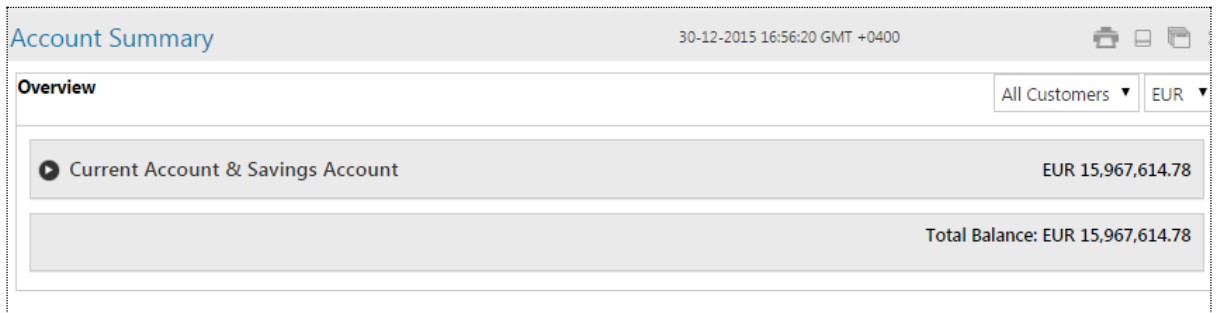 Account Summary 30-12-2015 16:56:20 GMT +0400
Overview All Customers EUR
Current Account & Savings Account EUR 15,967,614.78
Total Balance: EUR 15,967,614.78